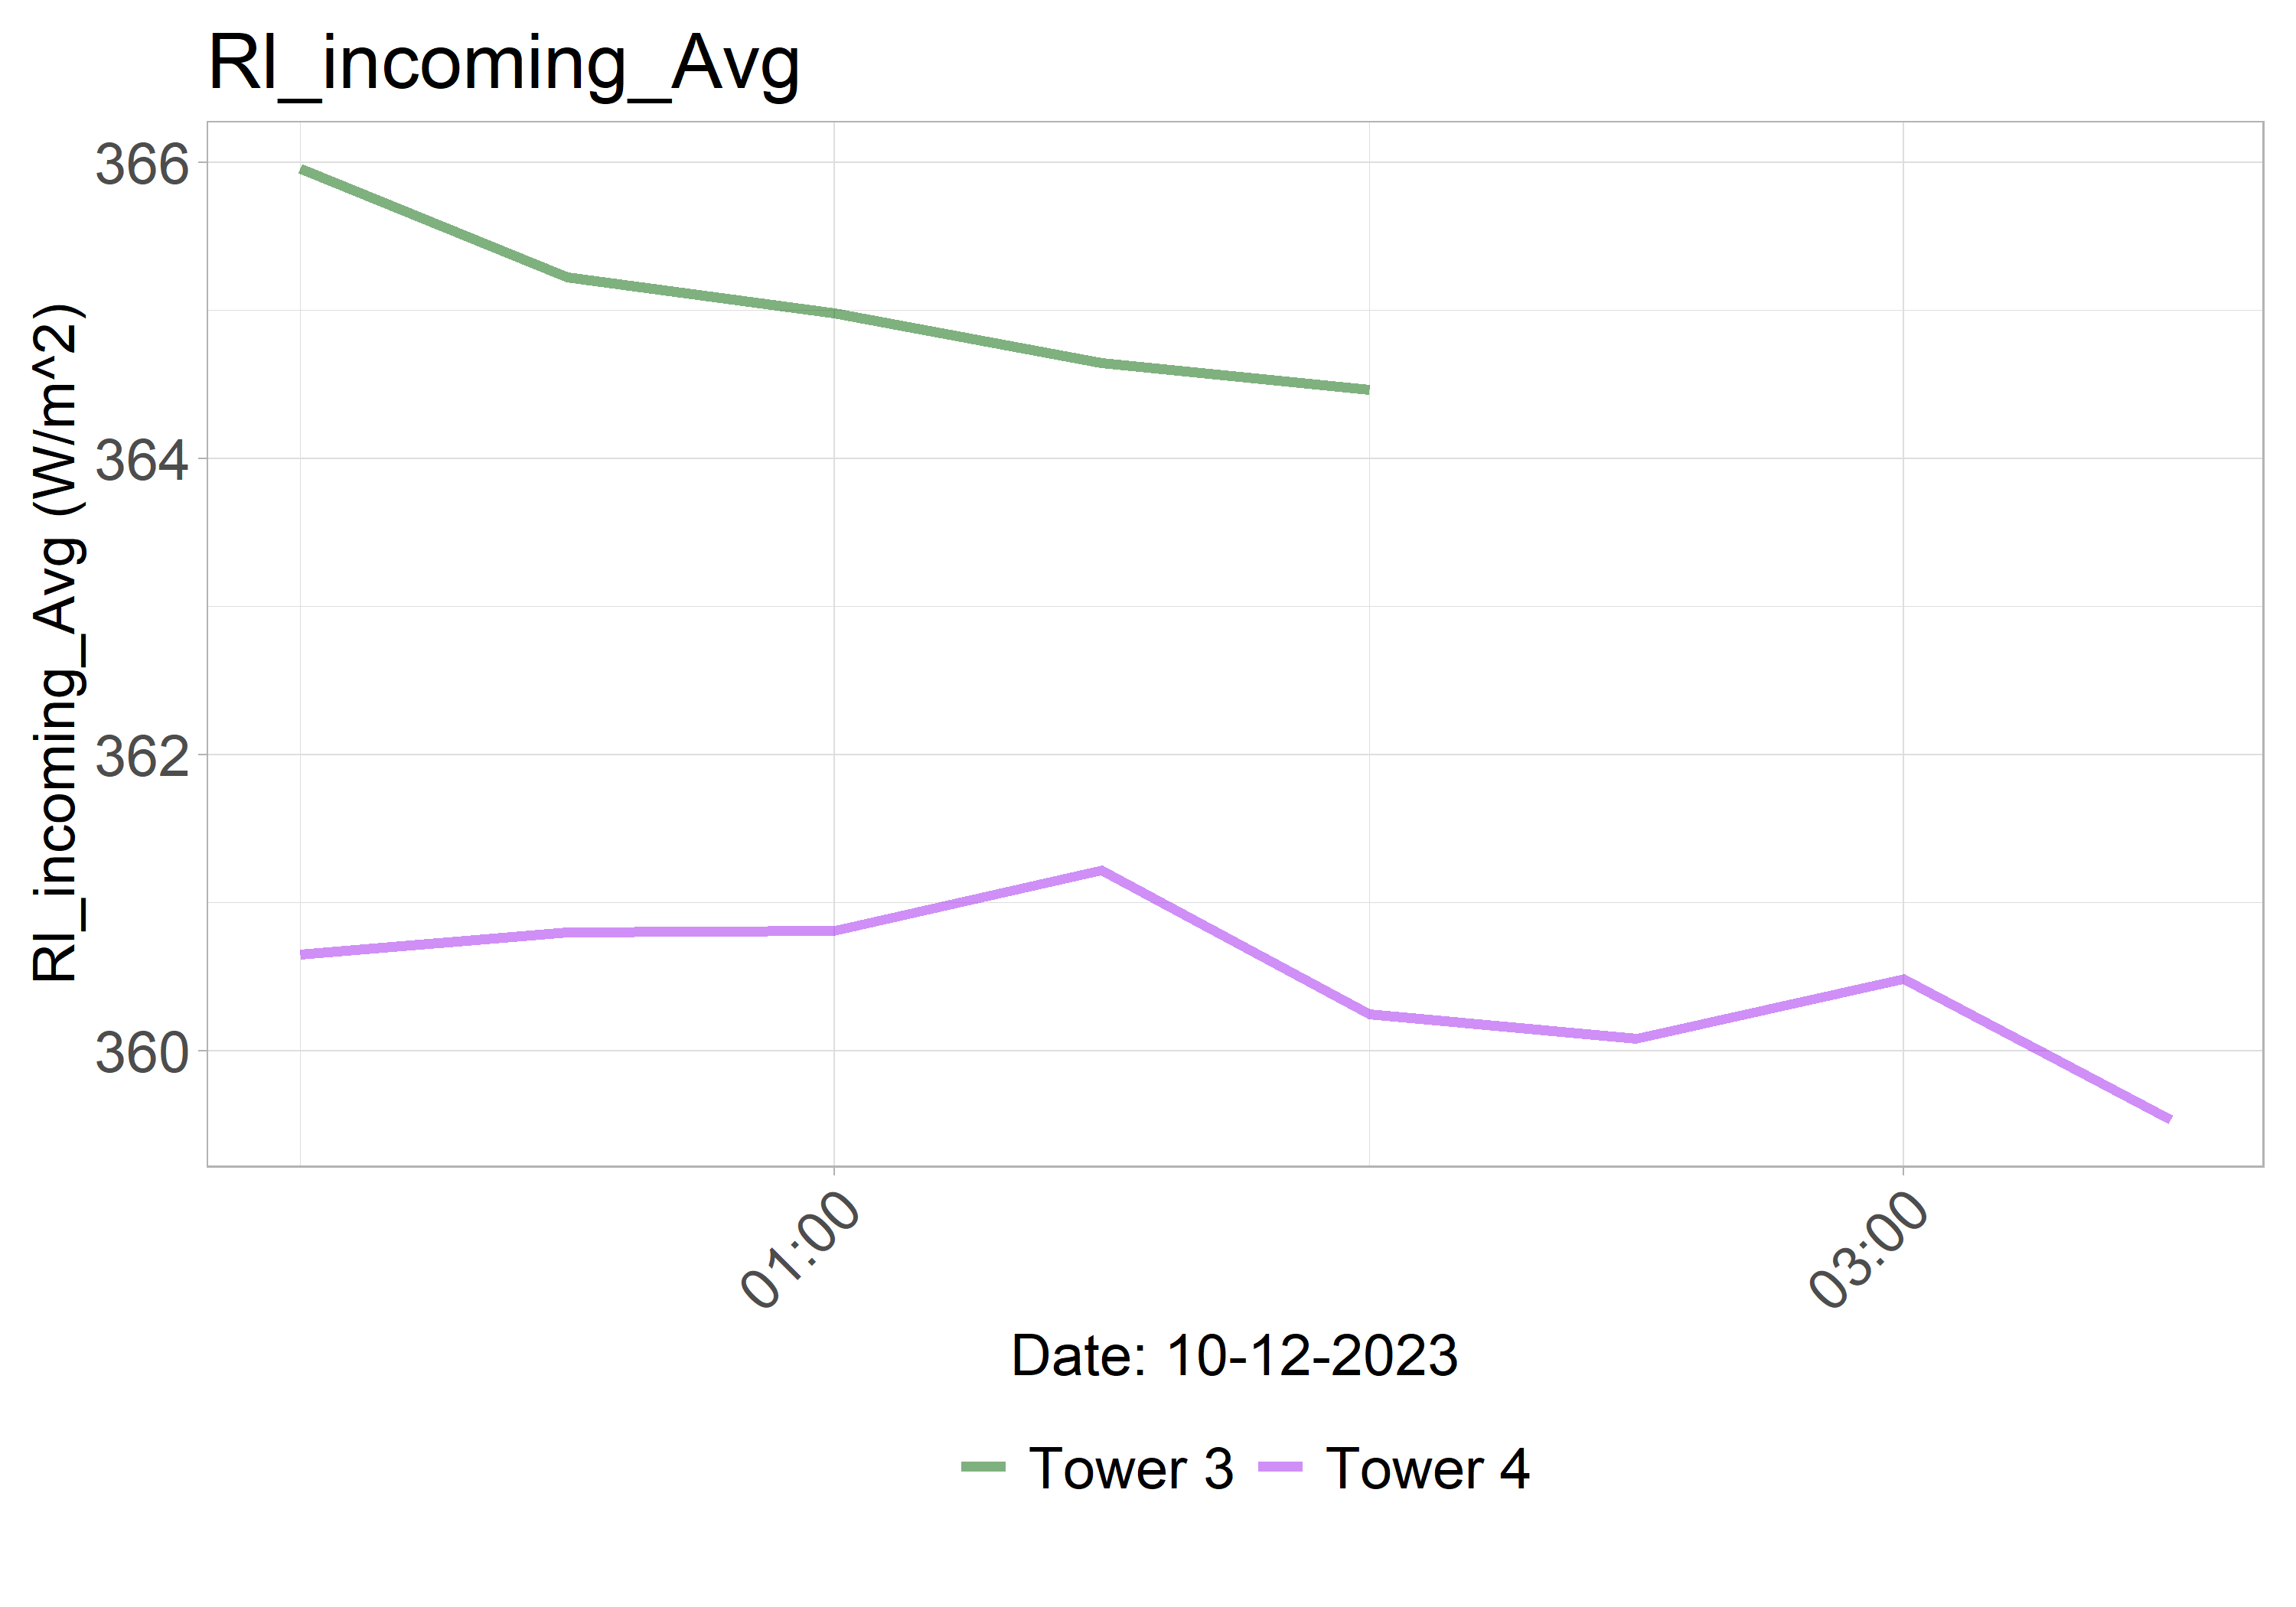 Rl_incoming_Avg
Rl_incoming_Avg (W/m^2)
366
364
362
360
01:00
03:00
Date: 10-12-2023
Tower 3
Tower 4